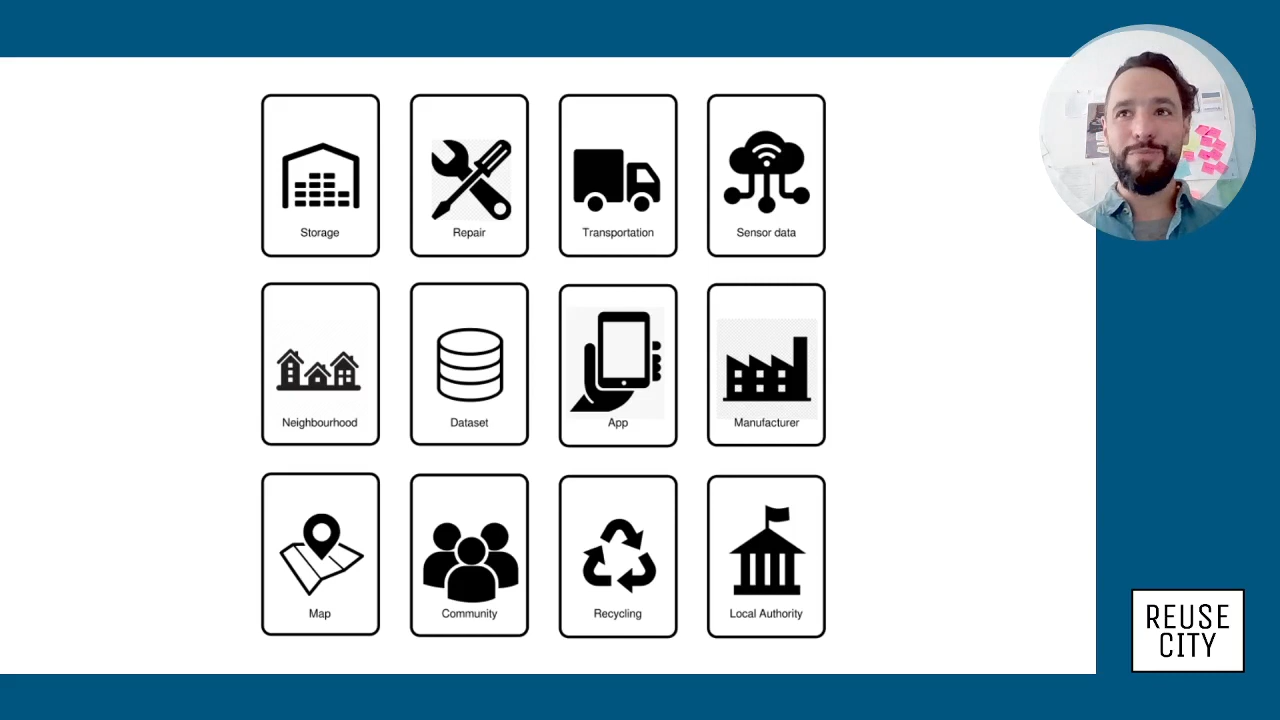 Storage
Repair
Transportation
Sensor data
Neighbourhood
Dataset
App
Manufacturer
Map
Community
Recycling
Local Authority
REUSE
CITY